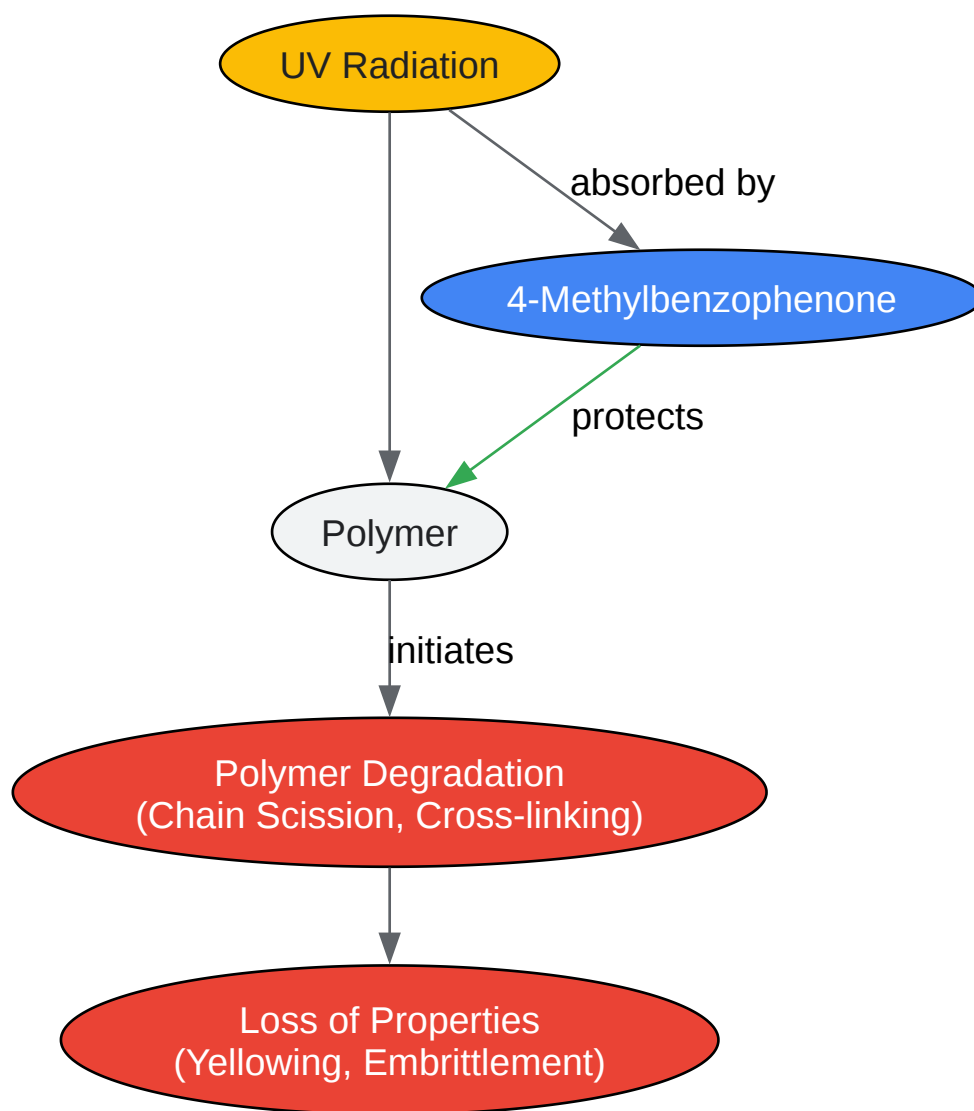 UV Radiation
absorbed by
4-Methylbenzophenone
protects
Polymer
initiates
Polymer Degradation
(Chain Scission, Cross-linking)
Loss of Properties
(Yellowing, Embrittlement)